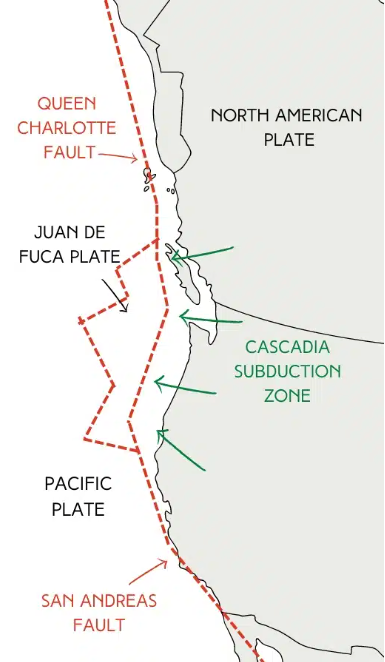 QUEEN
CHARLOTTE
FAULT
NORTH AMERICAN
PLATE
JUAN DE
FUCA PLATE
CASCADIA
SUBDUCTION
ZONE
PACIFIC
PLATE
SAN ANDREAS
FAULT